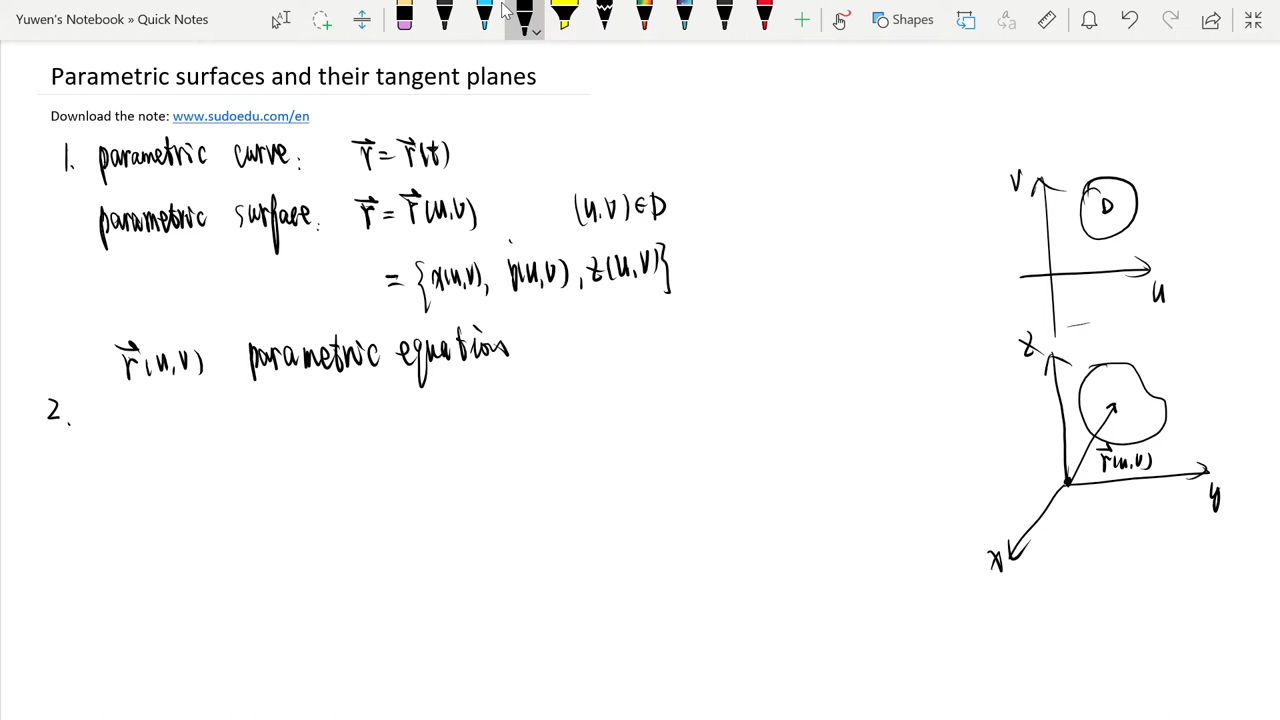 Yuwen's Notebook » Quick Notes
Shapes
Parametric surfaces and their tangent planes
Download the note: www.sudoedu.com/en
1. parametric curve: r⃗ = r⃗(t)
parametric surface: r⃗ = r⃗(u,v) (u,v)∈D
= {x(u,v), y(u,v), z(u,v)}
r⃗(u,v) parametric equations
2.
v
D
u
z
r⃗(u,v)
y
x